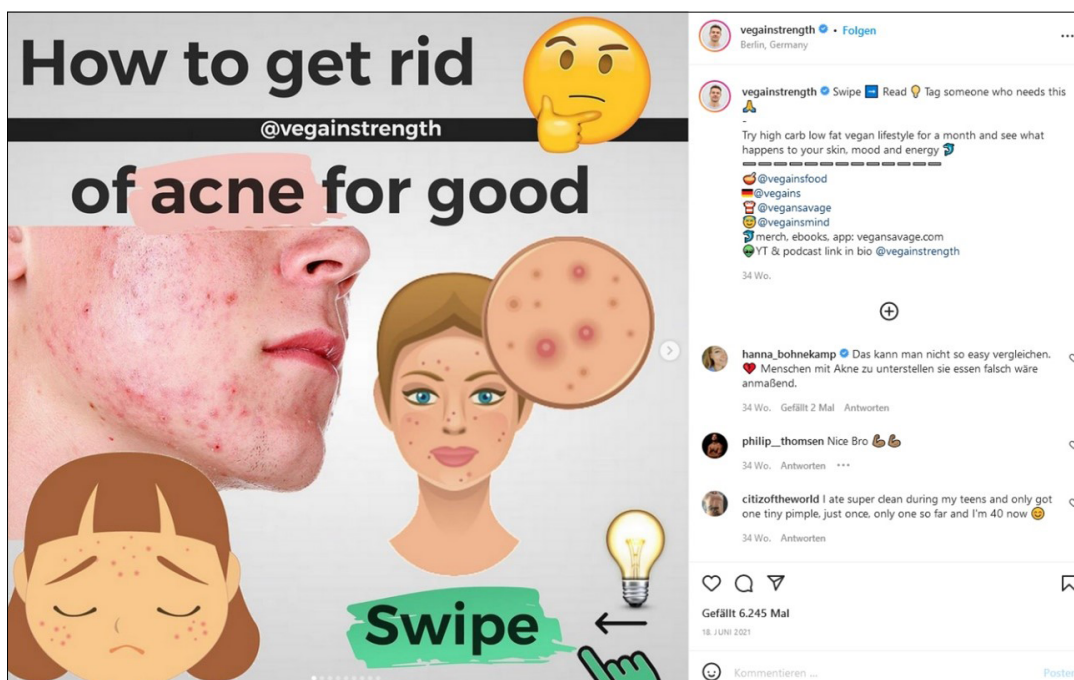 How to get rid
@vegainstrength
of acne for good
Swipe
vegainstrength • Folgen
Berlin, Germany
vegainstrength Swipe ➡️ Read 💡 Tag someone who needs this
🙏
-
Try high carb low fat vegan lifestyle for a month and see what
happens to your skin, mood and energy
@vegainsfood
@vegains
@vegansavage
@vegainsmind
merch, ebooks, app: vegansavage.com
YT & podcast link in bio @vegainstrength
34 Wo.
hanna_bohnekamp Das kann man nicht so easy vergleichen.
💔 Menschen mit Akne zu unterstellen sie essen falsch wäre
anmaßend.
34 Wo. Gefällt 2 Mal Antworten
philip__thomsen Nice Bro 💪🏾💪🏾
34 Wo. Antworten •••
citizoftheworld I ate super clean during my teens and only got
one tiny pimple, just once, only one so far and I'm 40 now 😊
34 Wo. Antworten
Gefällt 6.245 Mal
18. JUNI 2021
Kommentieren ...
Posten